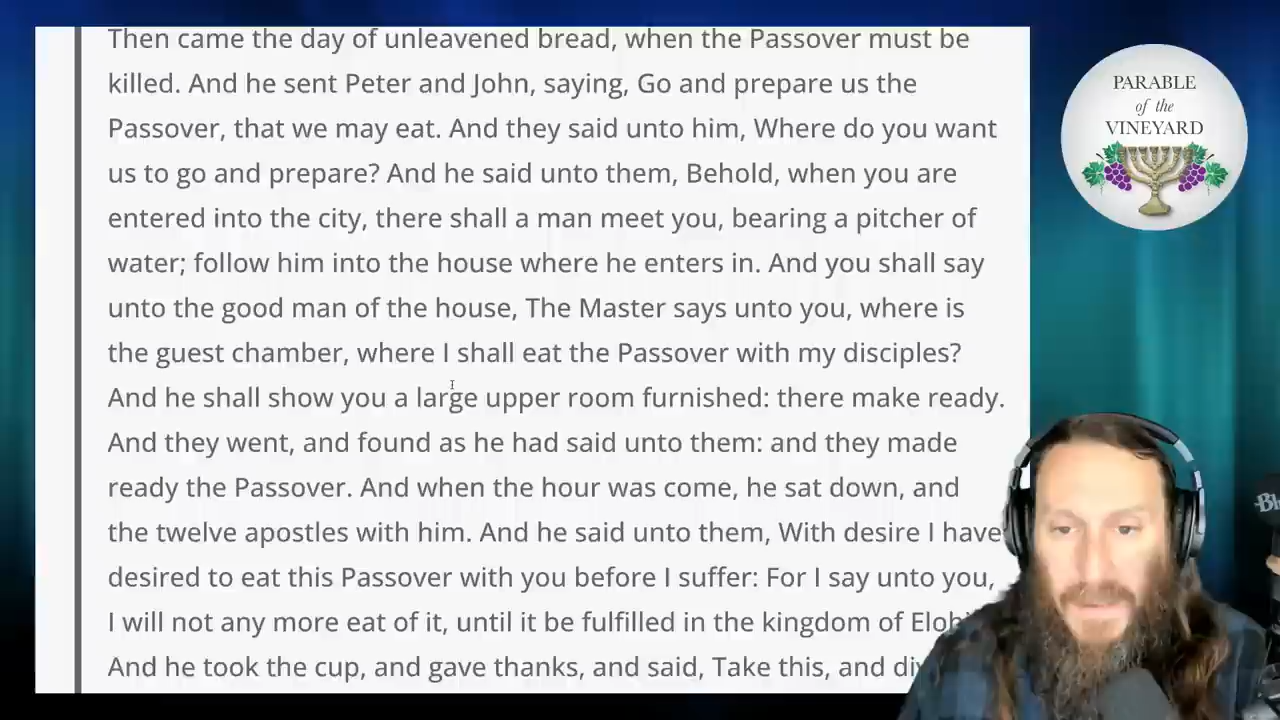 Then came the day of unleavened bread, when the Passover must be
killed. And he sent Peter and John, saying, Go and prepare us the
Passover, that we may eat. And they said unto him, Where do you want
us to go and prepare? And he said unto them, Behold, when you are
entered into the city, there shall a man meet you, bearing a pitcher of
water; follow him into the house where he enters in. And you shall say
unto the good man of the house, The Master says unto you, where is
the guest chamber, where I shall eat the Passover with my disciples?
And he shall show you a large upper room furnished: there make ready.
And they went, and found as he had said unto them: and they made
ready the Passover. And when the hour was come, he sat down, and
the twelve apostles with him. And he said unto them, With desire I have
desired to eat this Passover with you before I suffer: For I say unto you,
I will not any more eat of it, until it be fulfilled in the kingdom of
And he took the cup, and gave thanks, and said, Take this, and
PARABLE
of the
VINEYARD